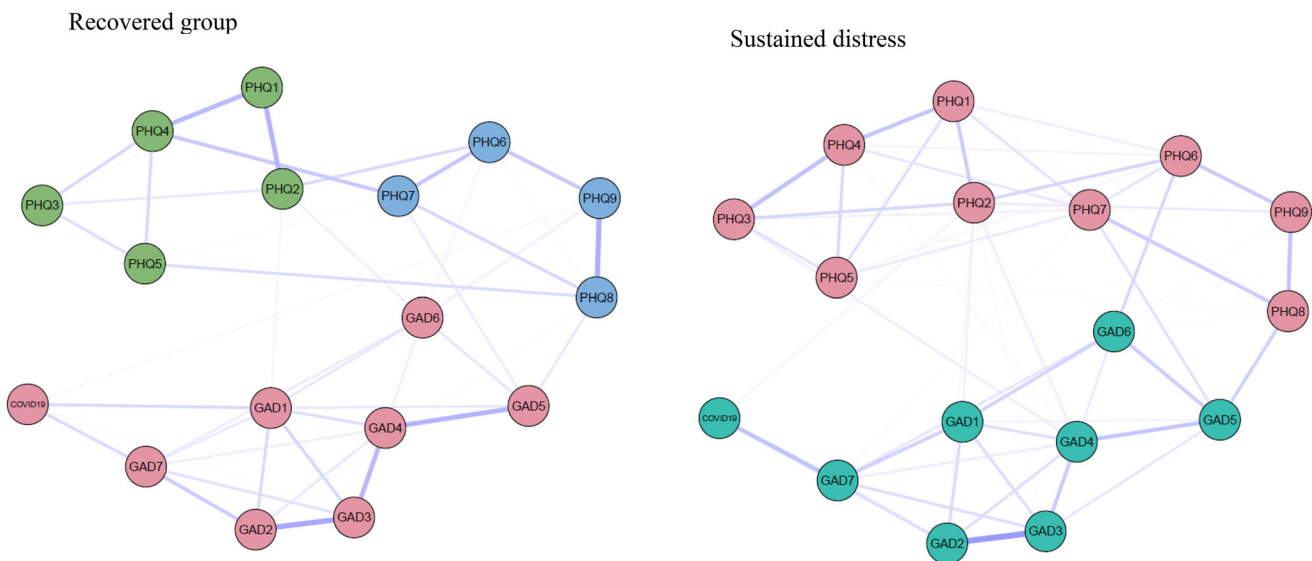 Recovered group
PHQ1
PHQ4
PHQ6
PHQ2
PHQ7
PHQ9
PHQ3
PHQ5
PHQ8
GAD6
COVID19
GAD1
GAD5
GAD4
GAD7
GAD3
GAD2
Sustained distress
PHQ1
PHQ4
PHQ6
PHQ2
PHQ7
PHQ9
PHQ3
PHQ5
PHQ8
GAD6
COVID19
GAD1
GAD5
GAD4
GAD7
GAD3
GAD2